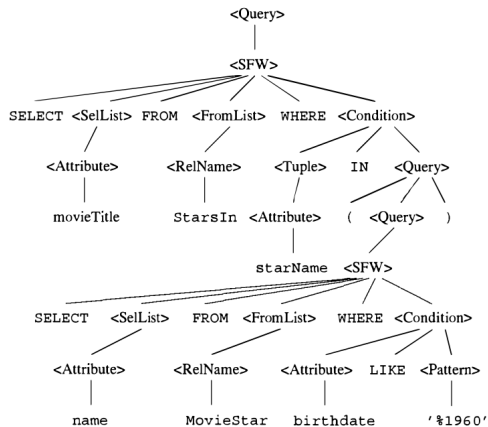 <Query>
<SFW>
SELECT <SelList> FROM <FromList> WHERE <Condition>
<Attribute> <RelName> <Tuple> IN <Query>
movieTitle StarsIn <Attribute> ( <Query> )
starName <SFW>
SELECT <SelList> FROM <FromList> WHERE <Condition>
<Attribute> <RelName> <Attribute> LIKE <Pattern>
name MovieStar birthdate '%1960'